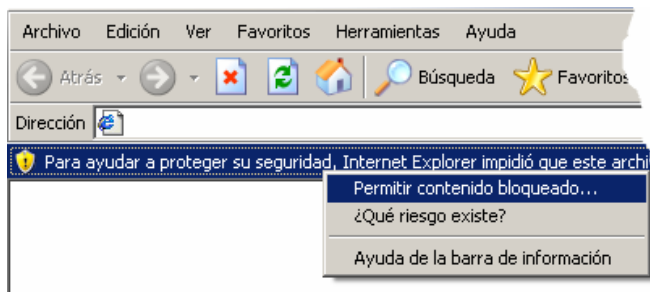 Archivo Edición Ver Favoritos Herramientas Ayuda
Atrás Búsqueda Favoritos
Dirección
Para ayudar a proteger su seguridad, Internet Explorer impidió que este archi
Permitir contenido bloqueado...
¿Qué riesgo existe?
Ayuda de la barra de información